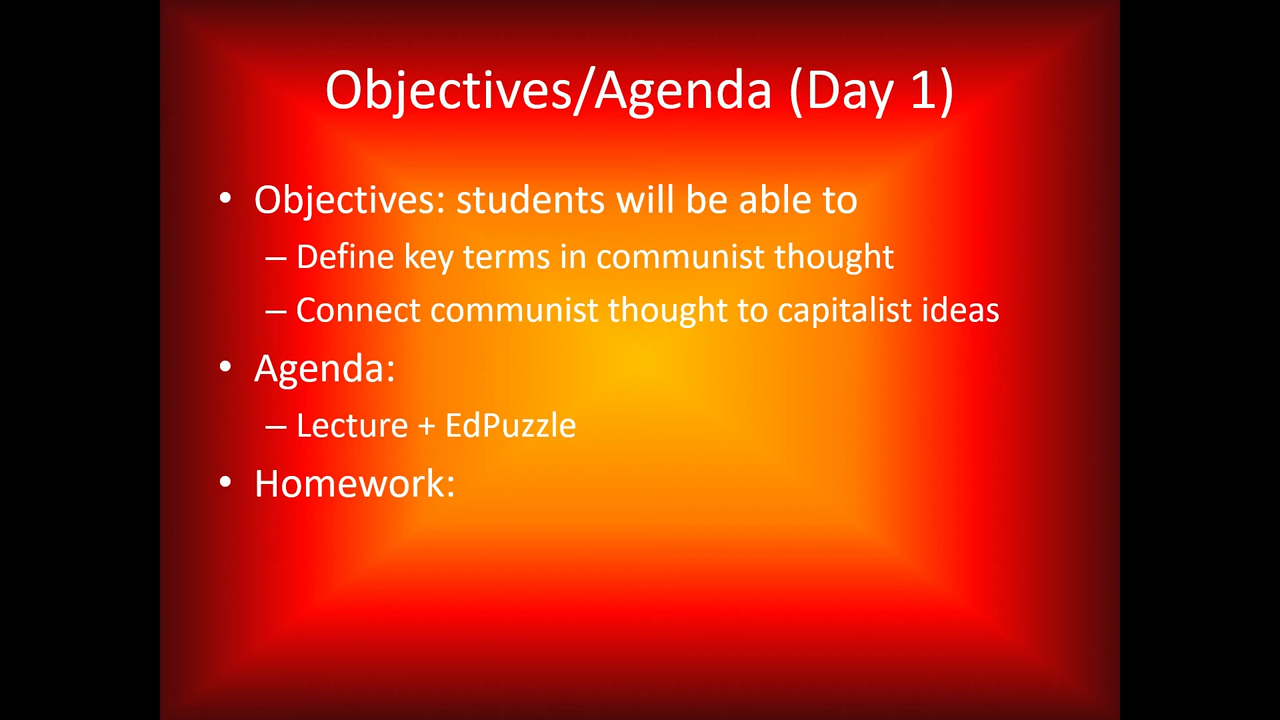 Objectives/Agenda (Day 1)
• Objectives: students will be able to
– Define key terms in communist thought
– Connect communist thought to capitalist ideas
• Agenda:
– Lecture + EdPuzzle
• Homework: